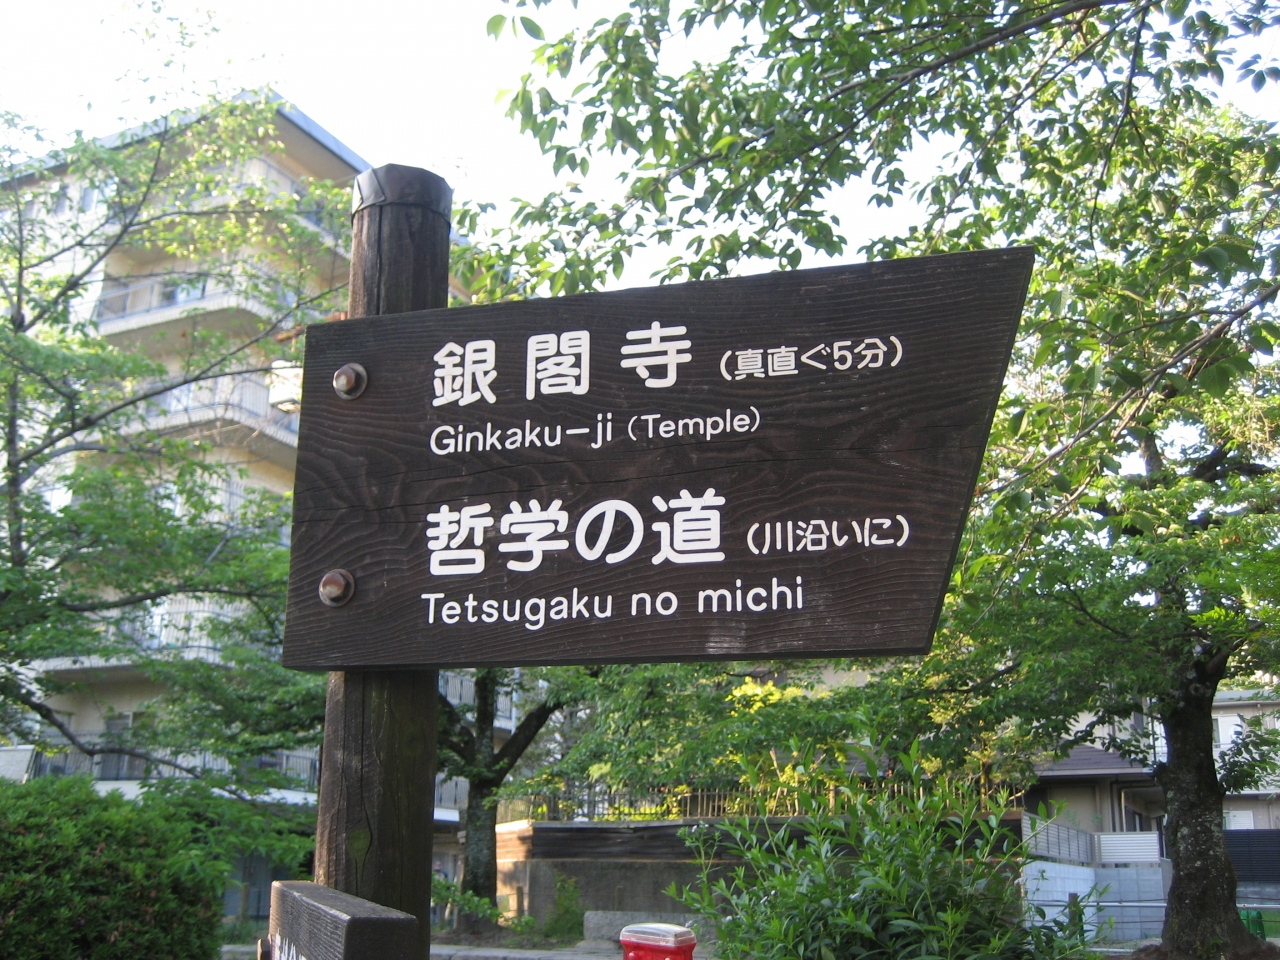 銀閣寺 (真直ぐ5分)
Ginkaku-ji (Temple)
哲学の道 (川沿いに)
Tetsugaku no michi